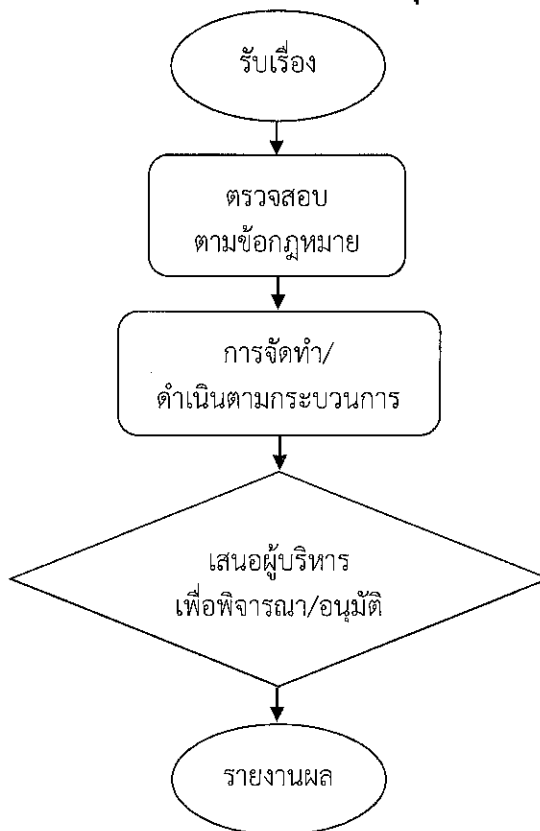 รับเรื่อง
ตรวจสอบ
ตามข้อกฎหมาย
การจัดทำ/
ดำเนินตามกระบวนการ
เสนอผู้บริหาร
เพื่อพิจารณา/อนุมัติ
รายงานผล